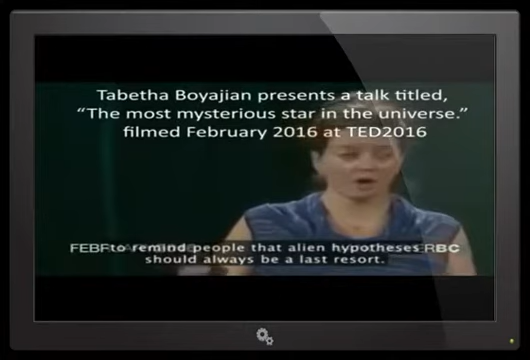 Tabetha Boyajian presents a talk titled,
“The most mysterious star in the universe.”
filmed February 2016 at TED2016
to remind people that alien hypotheses
should always be a last resort.